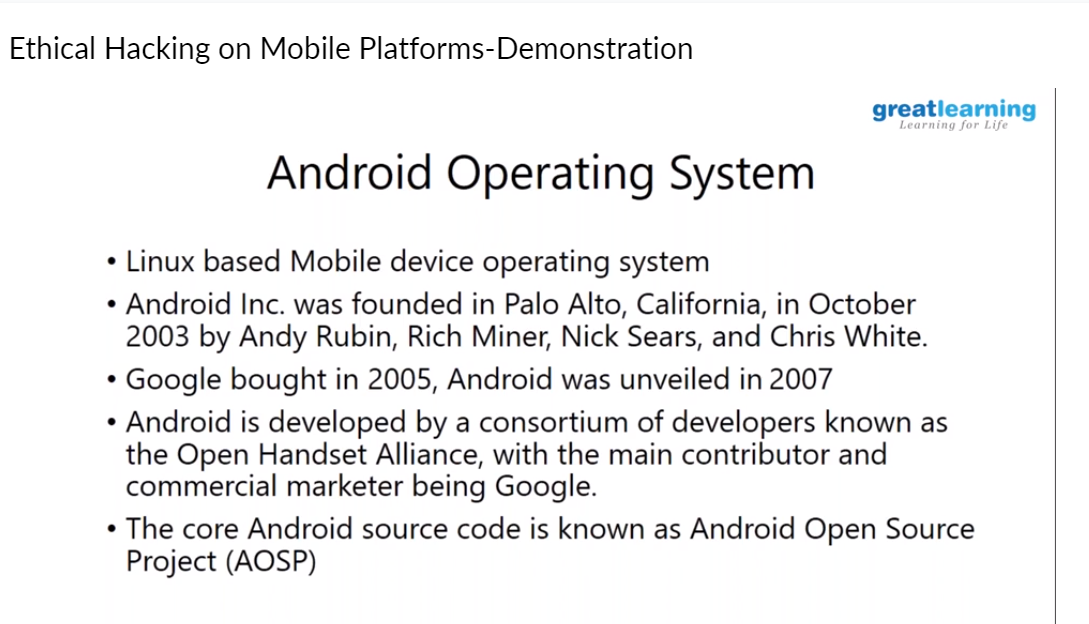 Ethical Hacking on Mobile Platforms-Demonstration
greatlearning
Learning for Life
Android Operating System
• Linux based Mobile device operating system
• Android Inc. was founded in Palo Alto, California, in October
2003 by Andy Rubin, Rich Miner, Nick Sears, and Chris White.
• Google bought in 2005, Android was unveiled in 2007
• Android is developed by a consortium of developers known as
the Open Handset Alliance, with the main contributor and
commercial marketer being Google.
• The core Android source code is known as Android Open Source
Project (AOSP)